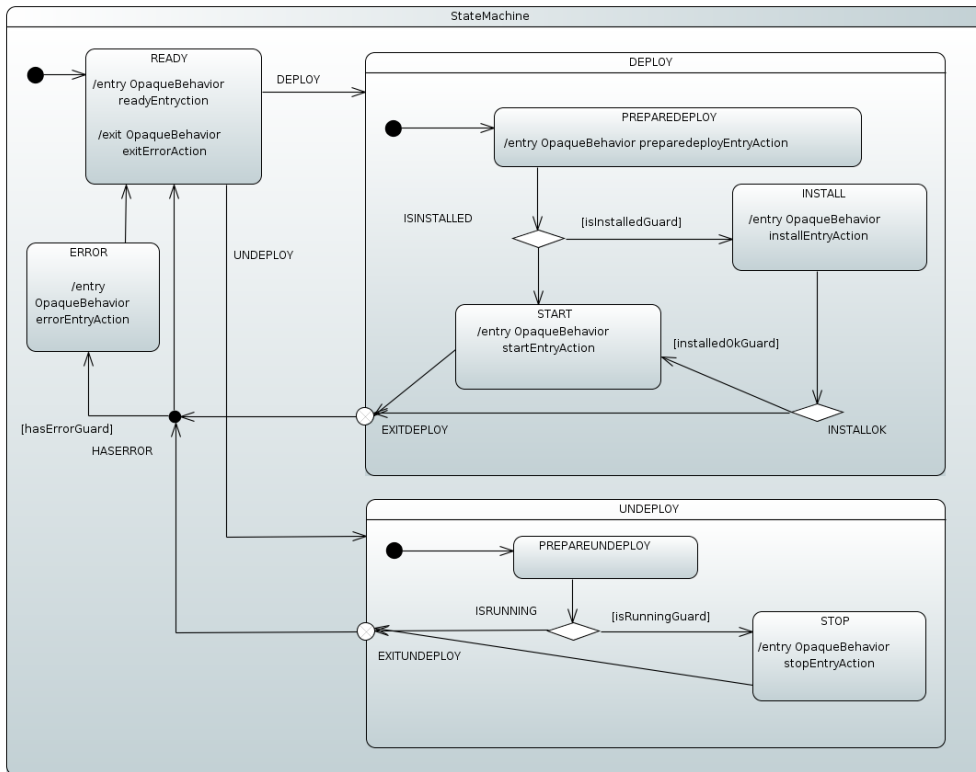 StateMachine
READY
/entry OpaqueBehavior
readyEntryction
/exit OpaqueBehavior
exitErrorAction
DEPLOY
DEPLOY
PREPAREDEPLOY
/entry OpaqueBehavior preparedeployEntryAction
ISINSTALLED
[isInstalledGuard]
INSTALL
/entry OpaqueBehavior
installEntryAction
UNDEPLOY
ERROR
/entry
OpaqueBehavior
errorEntryAction
START
/entry OpaqueBehavior
startEntryAction
[installedOkGuard]
[hasErrorGuard]
HASERROR
EXITDEPLOY
INSTALLOK
UNDEPLOY
PREPAREUNDEPLOY
ISRUNNING
[isRunningGuard]
STOP
/entry OpaqueBehavior
stopEntryAction
EXITUNDEPLOY